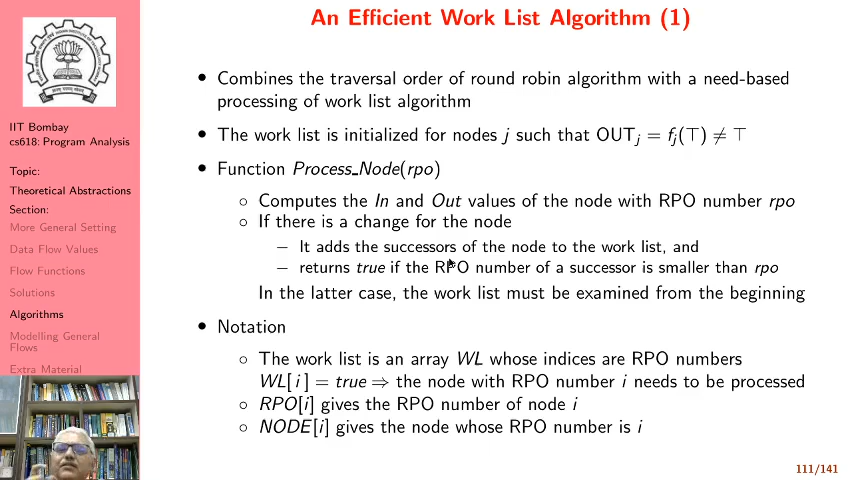 An Efficient Work List Algorithm (1)
IIT Bombay
cs618: Program Analysis
Topic:
Theoretical Abstractions
Section:
More General Setting
Data Flow Values
Flow Functions
Solutions
Algorithms
Modelling General
Flows
Extra Material
• Combines the traversal order of round robin algorithm with a need-based
processing of work list algorithm
• The work list is initialized for nodes j such that OUTⱼ = fⱼ(⊤) ≠ ⊤
• Function Process_Node(rpo)
○ Computes the In and Out values of the node with RPO number rpo
○ If there is a change for the node
− It adds the successors of the node to the work list, and
− returns true if the RPO number of a successor is smaller than rpo
In the latter case, the work list must be examined from the beginning
• Notation
○ The work list is an array WL whose indices are RPO numbers
WL[i] = true ⇒ the node with RPO number i needs to be processed
○ RPO[i] gives the RPO number of node i
○ NODE[i] gives the node whose RPO number is i
111/141